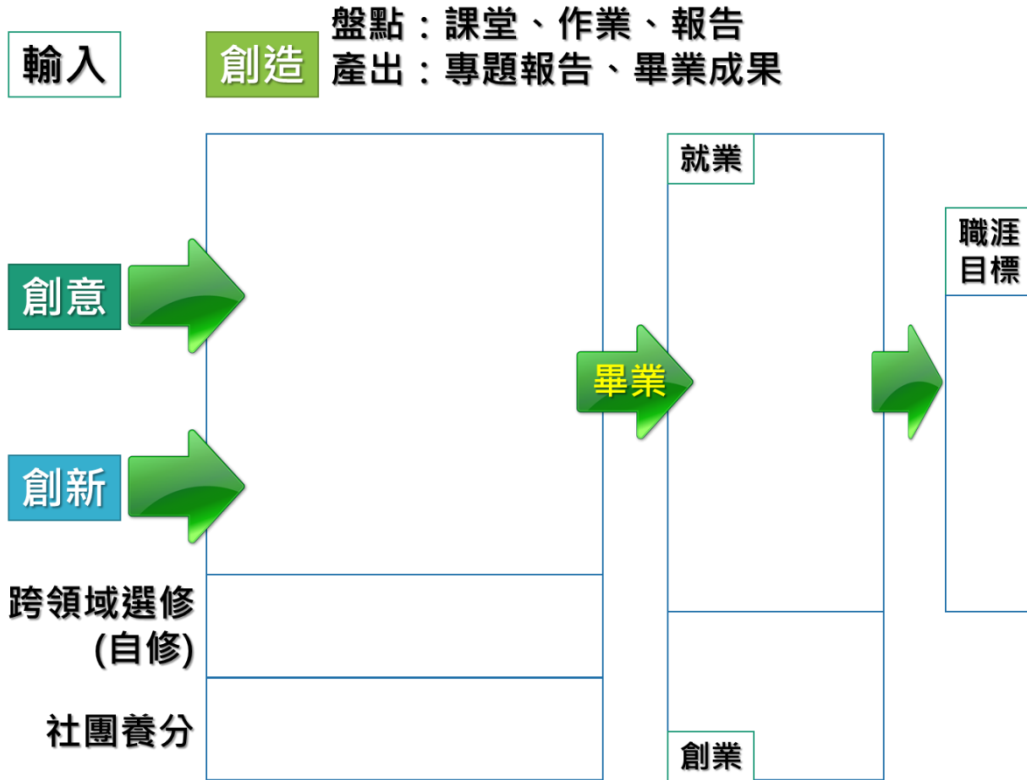 輸入
創造
盤點：課堂、作業、報告
產出：專題報告、畢業成果
就業
職涯
目標
創意
畢業
創新
跨領域選修
(自修)
社團養分
創業